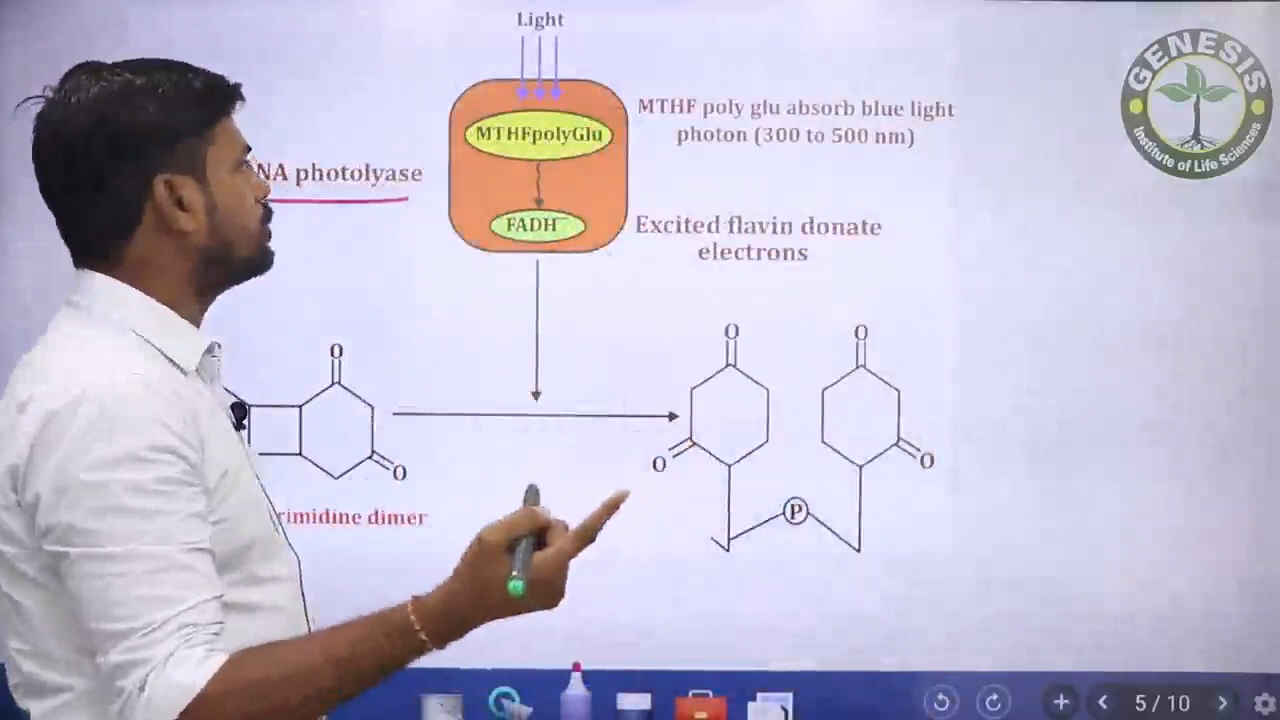 Light
MTHFpolyGlu
MTHF poly glu absorb blue light
photon (300 to 500 nm)
NA photolyase
FADH⁻
Excited flavin donate
electrons
O
O
O
O
O
O
P
rimidine dimer
GENESIS
Institute of Life Sciences
5 / 10